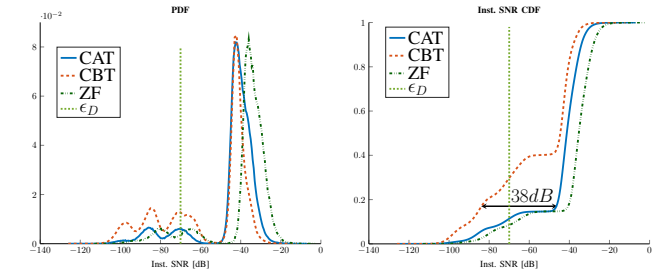 PDF
·10⁻²
8
6
4
2
0
−140 −120 −100 −80 −60 −40 −20 0
Inst. SNR [dB]
CAT
CBT
ZF
ϵ_D
Inst. SNR CDF
1
0.8
0.6
0.4
0.2
0
−140 −120 −100 −80 −60 −40 −20 0
Inst. SNR [dB]
CAT
CBT
ZF
ϵ_D
38dB